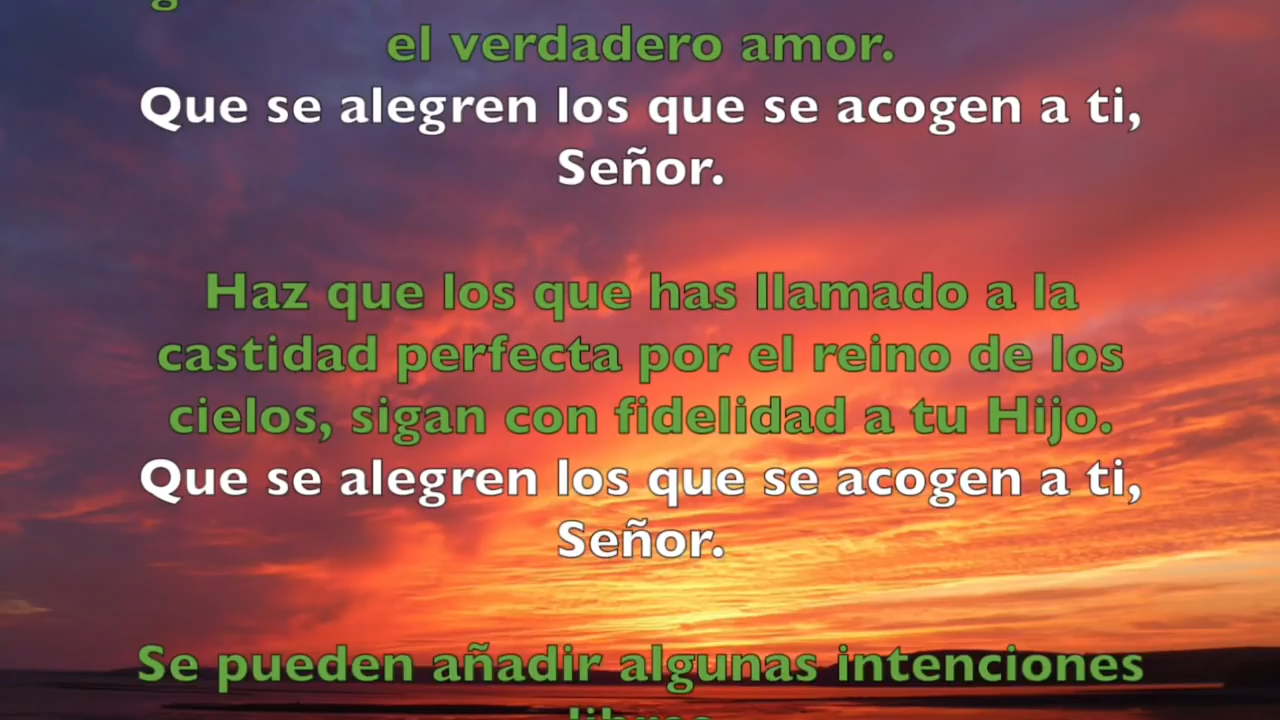 el verdadero amor.
Que se alegren los que se acogen a ti,
Señor.
Haz que los que has llamado a la
castidad perfecta por el reino de los
cielos, sigan con fidelidad a tu Hijo.
Que se alegren los que se acogen a ti,
Señor.
Se pueden añadir algunas intenciones